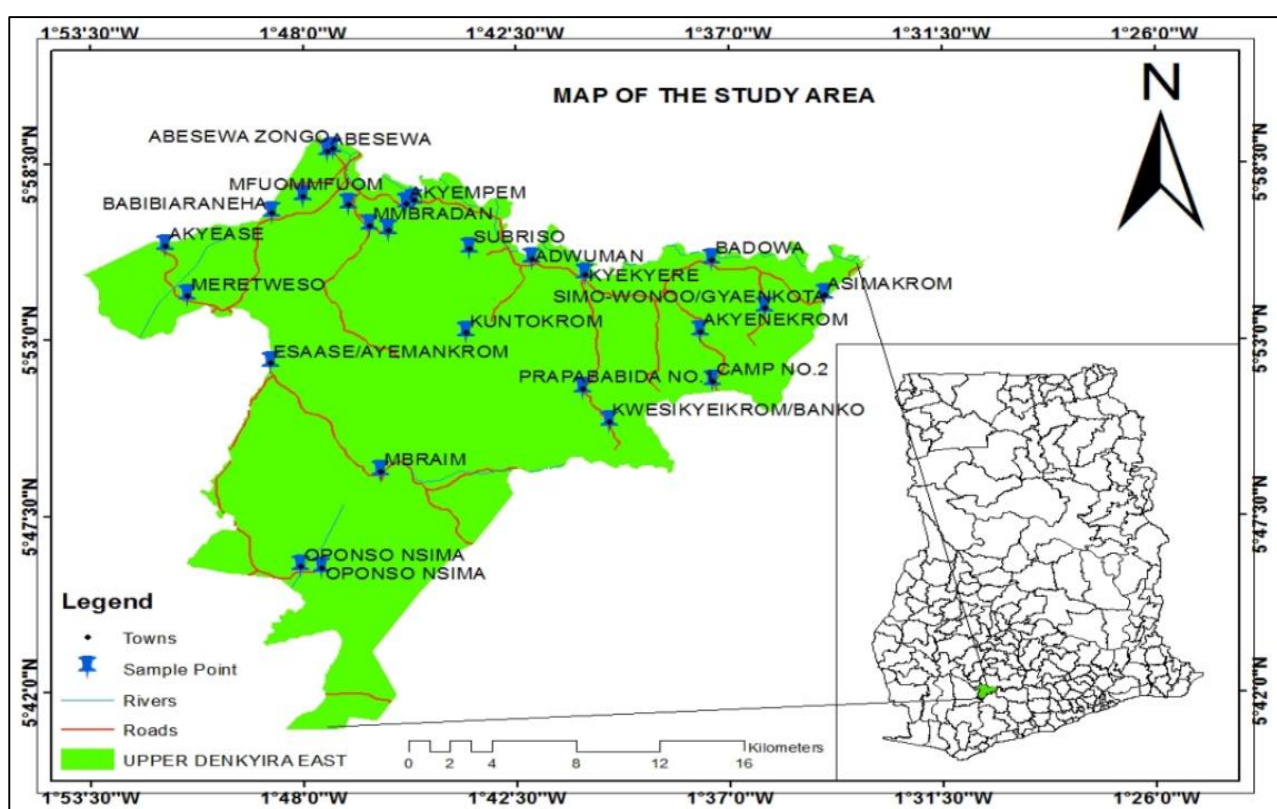 1°53'30"W 1°48'0"W 1°42'30"W 1°37'0"W 1°31'30"W 1°26'0"W
MAP OF THE STUDY AREA
N
ABESEWA ZONGO ABESEWA
5°58'30"N 5°58'30"N
MFUOMMFUOM AKYEMPEM
BABIBIARANEHA
MMBRADAN
AKYEASE SUBRISO
ADWUMAN BADOWA
KYEKYERE
MERETWESO SIMO-WONOO/GYAENKOTA ASIMAKROM
KUNTOKROM AKYENEKROM
5°53'0"N 5°53'0"N
ESAASE/AYEMANKROM
PRAPABABIDA NO.1 CAMP NO.2
KWESIKYEIKROM/BANKO
MBRAIM
5°47'30"N 5°47'30"N
OPONSO NSIMA
OPONSO NSIMA
Legend
Towns
Sample Point
Rivers
Roads
UPPER DENKYIRA EAST
5°42'0"N 5°42'0"N
Kilometers
0 2 4 8 12 16
1°53'30"W 1°48'0"W 1°42'30"W 1°37'0"W 1°31'30"W 1°26'0"W